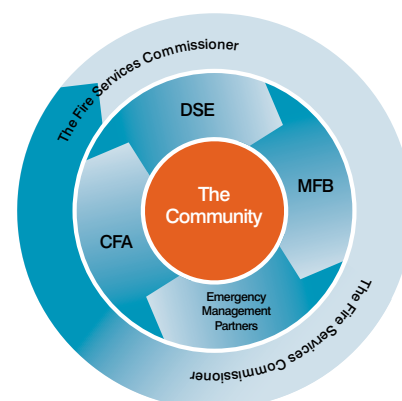 The Fire Services Commissioner
DSE
MFB
The
Community
CFA
Emergency
Management
Partners
The Fire Services Commissioner